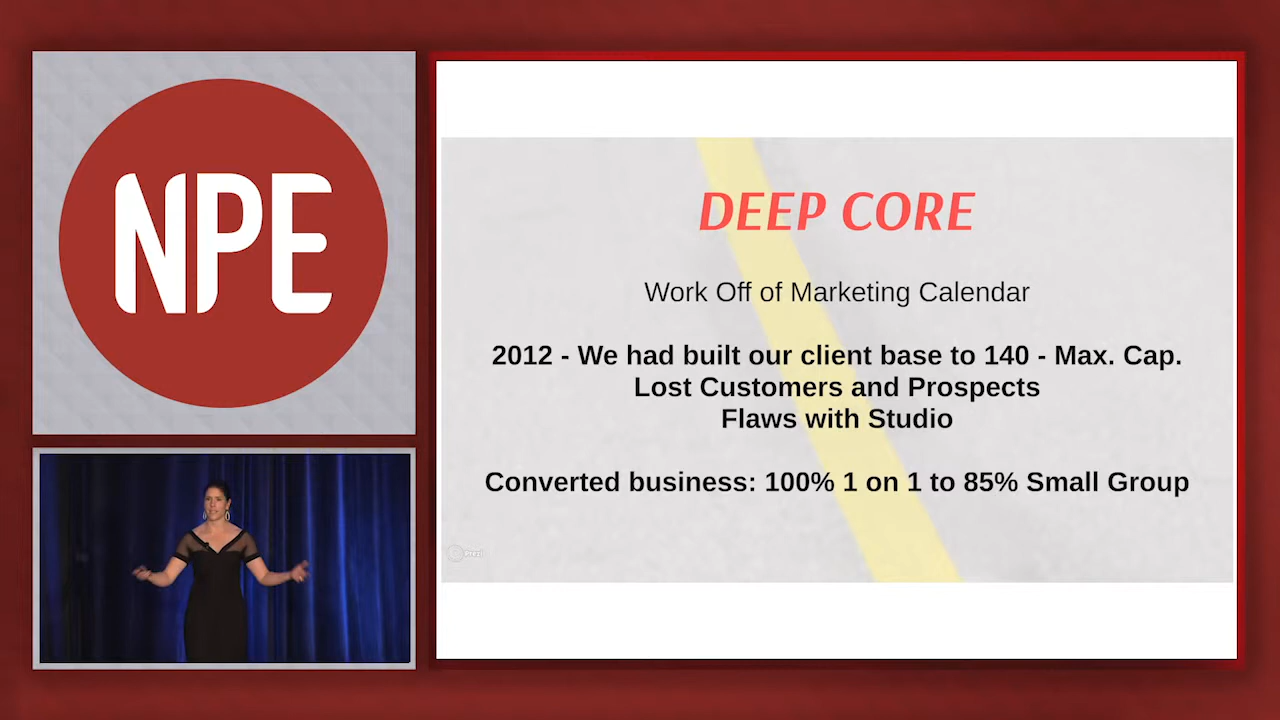 NPE
DEEP CORE
Work Off of Marketing Calendar
2012 - We had built our client base to 140 - Max. Cap.
Lost Customers and Prospects
Flaws with Studio
Converted business: 100% 1 on 1 to 85% Small Group
Prezi